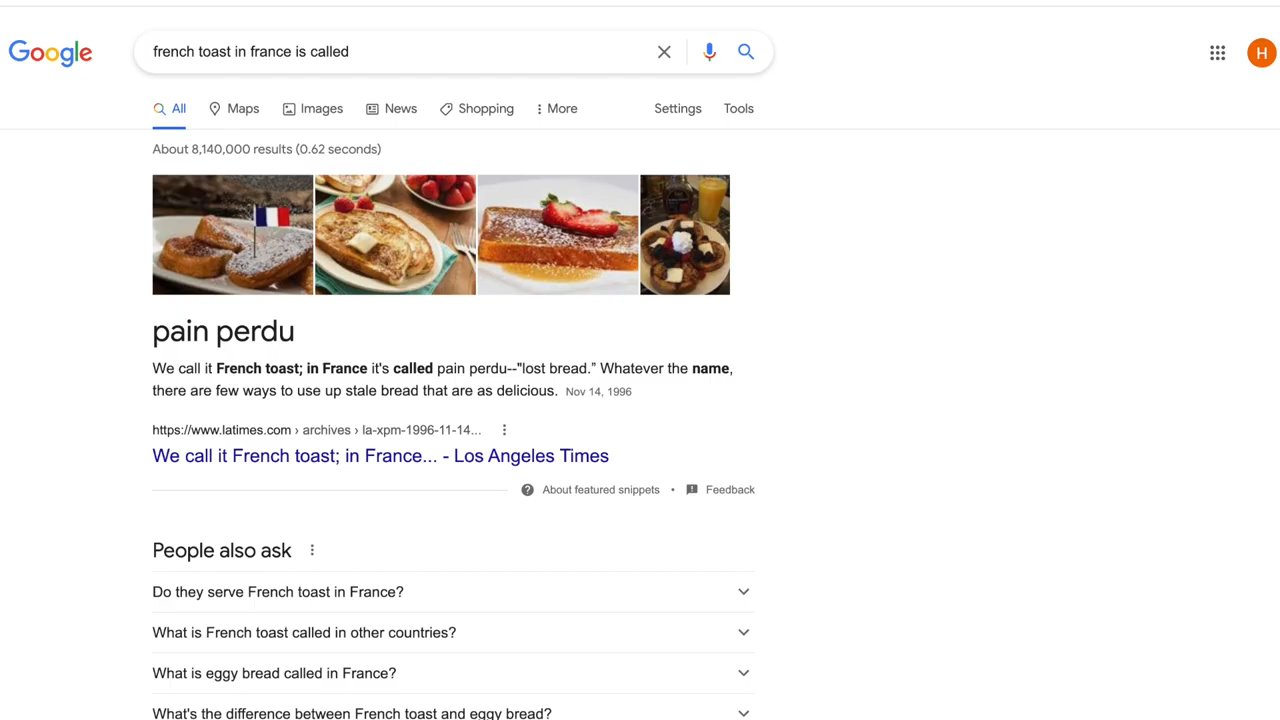 Google
french toast in france is called
H
All Maps Images News Shopping More Settings Tools
About 8,140,000 results (0.62 seconds)
pain perdu
We call it French toast; in France it's called pain perdu--"lost bread.” Whatever the name,
there are few ways to use up stale bread that are as delicious. Nov 14, 1996
https://www.latimes.com › archives › la-xpm-1996-11-14...
We call it French toast; in France... - Los Angeles Times
About featured snippets • Feedback
People also ask
Do they serve French toast in France?
What is French toast called in other countries?
What is eggy bread called in France?
What's the difference between French toast and eggy bread?